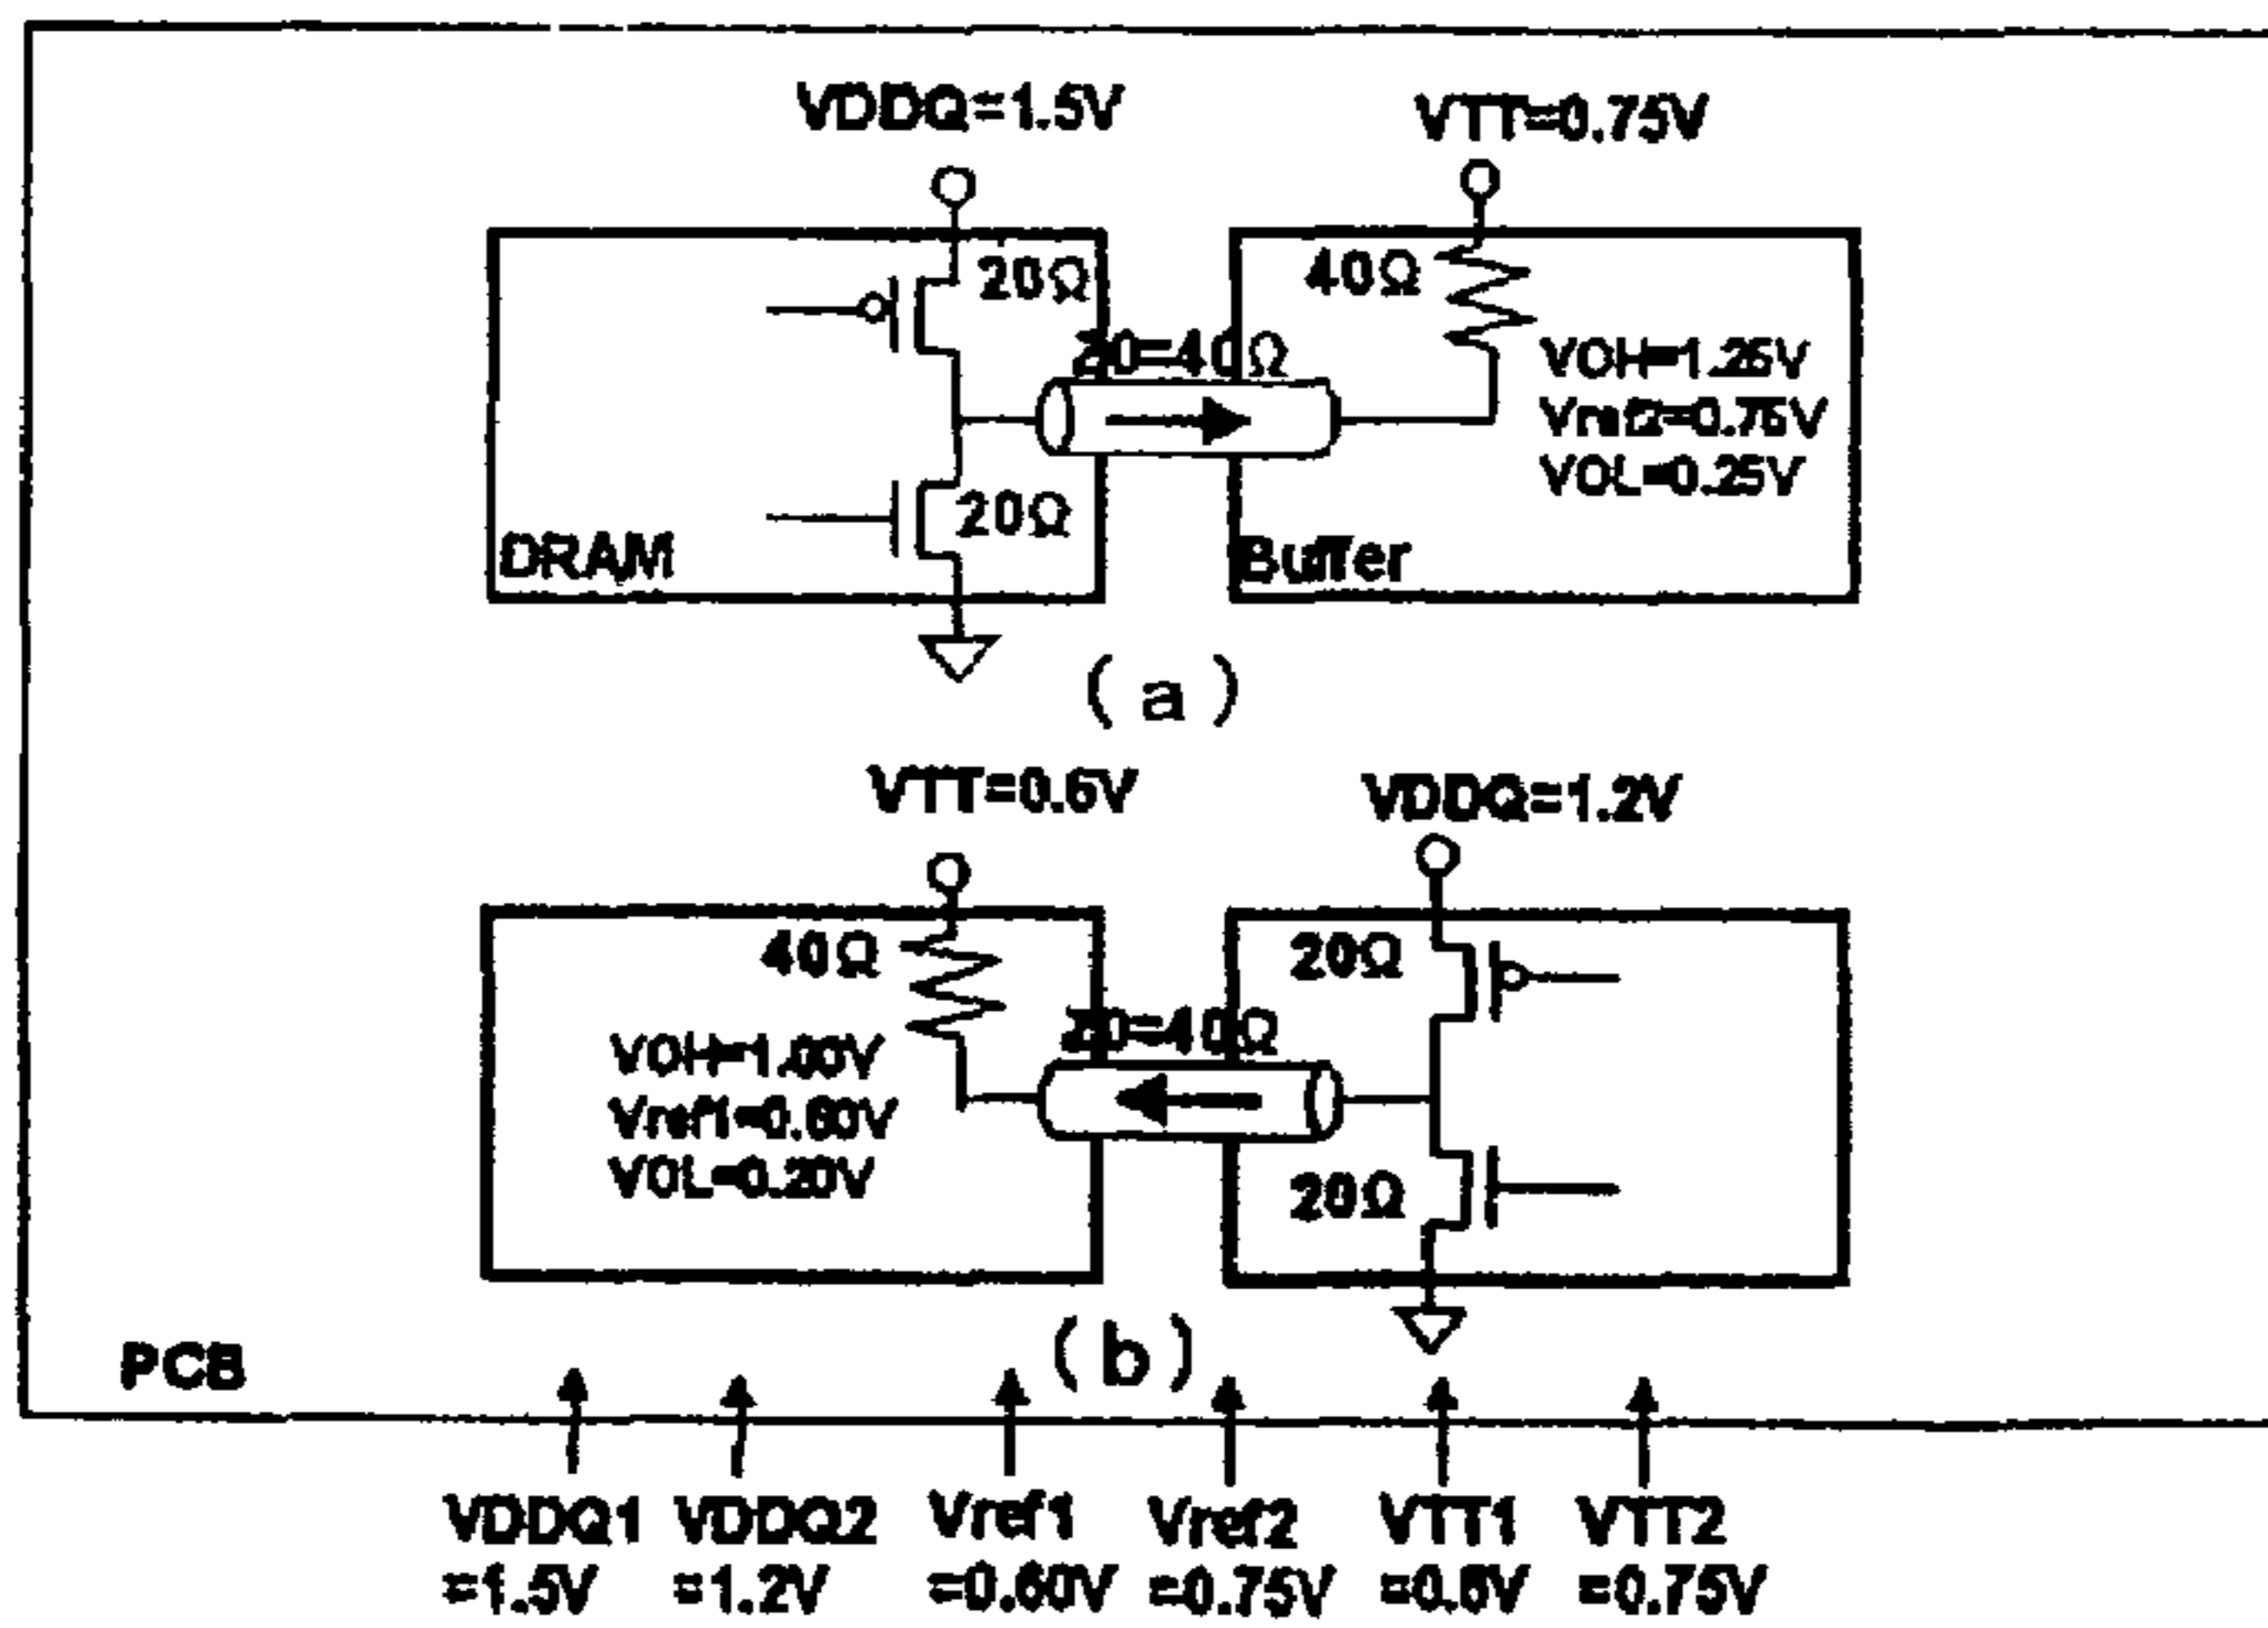 VDDQ=1.5V
VTT=0.75V
20Ω
40Ω
Z0=40Ω
VOH=1.25V
Vref2=0.75V
VOL=0.25V
20Ω
DRAM
Buffer
(a)
VTT=0.6V
VDDQ=1.2V
40Ω
20Ω
Z0=40Ω
VOH=1.00V
Vref1=0.60V
VOL=0.20V
20Ω
(b)
PCB
VDDQ1
=1.5V
VDDQ2
=1.2V
Vref1
=0.60V
Vref2
=0.75V
VTT1
=0.6V
VTT2
=0.75V